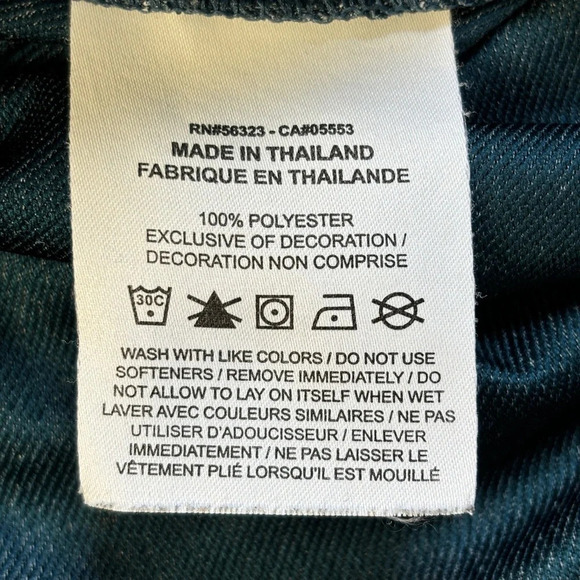 RN#56323 - CA#05553
MADE IN THAILAND
FABRIQUE EN THAILANDE
100% POLYESTER
EXCLUSIVE OF DECORATION /
DECORATION NON COMPRISE
30C
WASH WITH LIKE COLORS / DO NOT USE
SOFTENERS / REMOVE IMMEDIATELY / DO
NOT ALLOW TO LAY ON ITSELF WHEN WET
LAVER AVEC COULEURS SIMILAIRES / NE PAS
UTILISER D'ADOUCISSEUR / ENLEVER
IMMEDIATEMENT / NE PAS LAISSER LE
VÊTEMENT PLIÉ LORSQU'IL EST MOUILLÉ